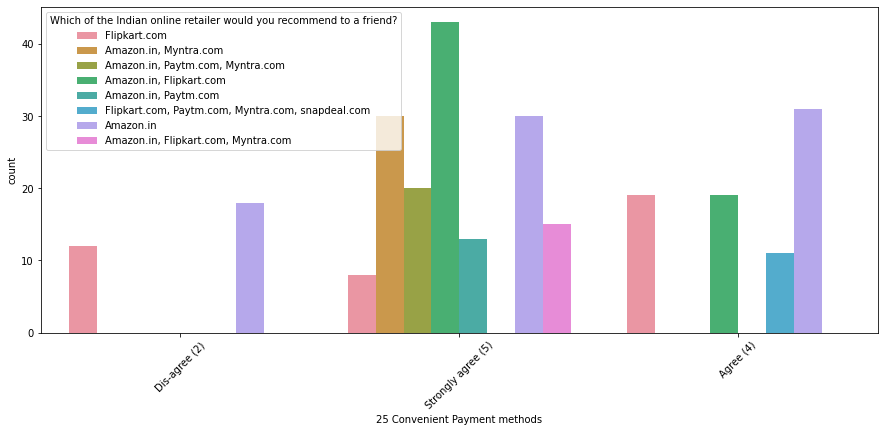 Which of the Indian online retailer would you recommend to a friend?
Flipkart.com
Amazon.in, Myntra.com
Amazon.in, Paytm.com, Myntra.com
Amazon.in, Flipkart.com
Amazon.in, Paytm.com
Flipkart.com, Paytm.com, Myntra.com, snapdeal.com
Amazon.in
Amazon.in, Flipkart.com, Myntra.com
count
40
30
20
10
0
Dis-agree (2)
Strongly agree (5)
Agree (4)
25 Convenient Payment methods